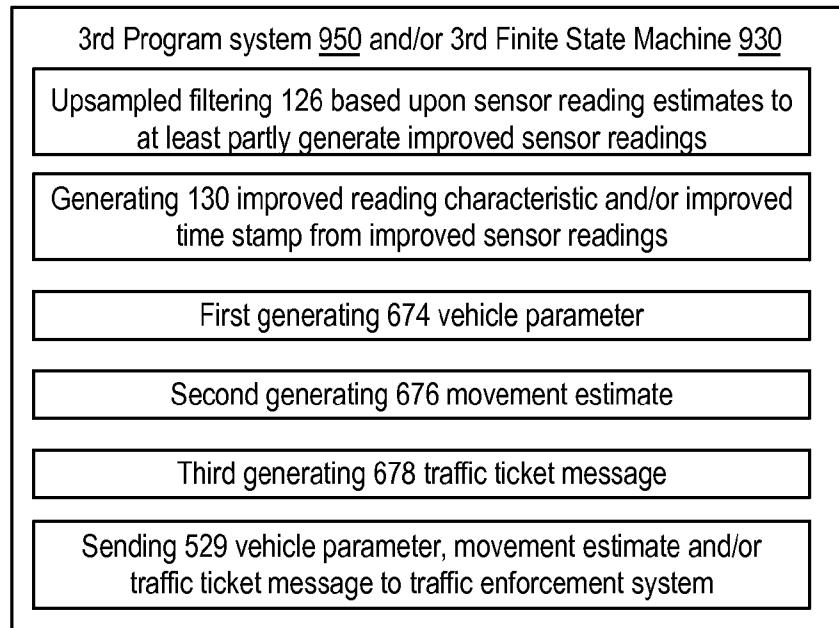 3rd Program system 950 and/or 3rd Finite State Machine 930
Upsampled filtering 126 based upon sensor reading estimates to
at least partly generate improved sensor readings
Generating 130 improved reading characteristic and/or improved
time stamp from improved sensor readings
First generating 674 vehicle parameter
Second generating 676 movement estimate
Third generating 678 traffic ticket message
Sending 529 vehicle parameter, movement estimate and/or
traffic ticket message to traffic enforcement system